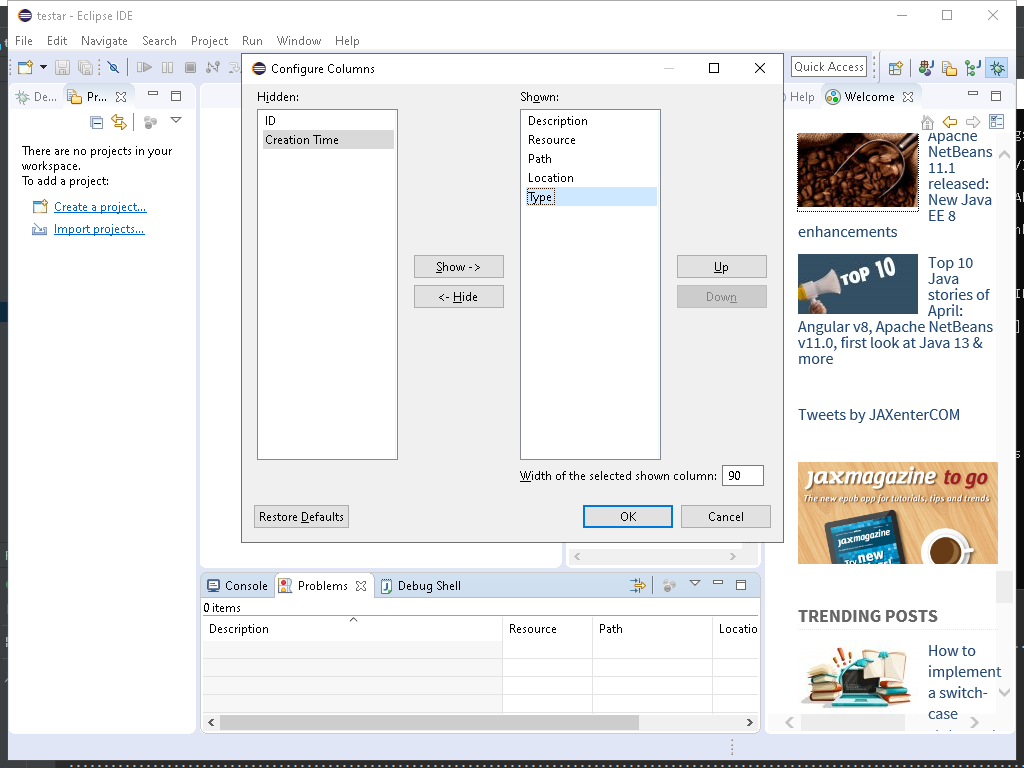 testar - Eclipse IDE
File Edit Navigate Search Project Run Window Help
Quick Access
De... Pr...
There are no projects in your
workspace.
To add a project:
Create a project...
Import projects...
Configure Columns
Hidden:
ID
Creation Time
Show ->
<- Hide
Shown:
Description
Resource
Path
Location
Type
Up
Down
Width of the selected shown column: 90
Restore Defaults
OK
Cancel
Help Welcome
Apache
NetBeans
11.1
released:
New Java
EE 8
enhancements
TOP 10
Top 10
Java
stories of
April:
Angular v8, Apache NetBeans
v11.0, first look at Java 13 &
more
Tweets by JAXenterCOM
jaxmagazine to go
The new epub app for tutorials, tips and trends
jaxmagazine
Try our
new
TRENDING POSTS
How to
implement
a switch-
case
Console Problems Debug Shell
0 items
Description Resource Path Locatio